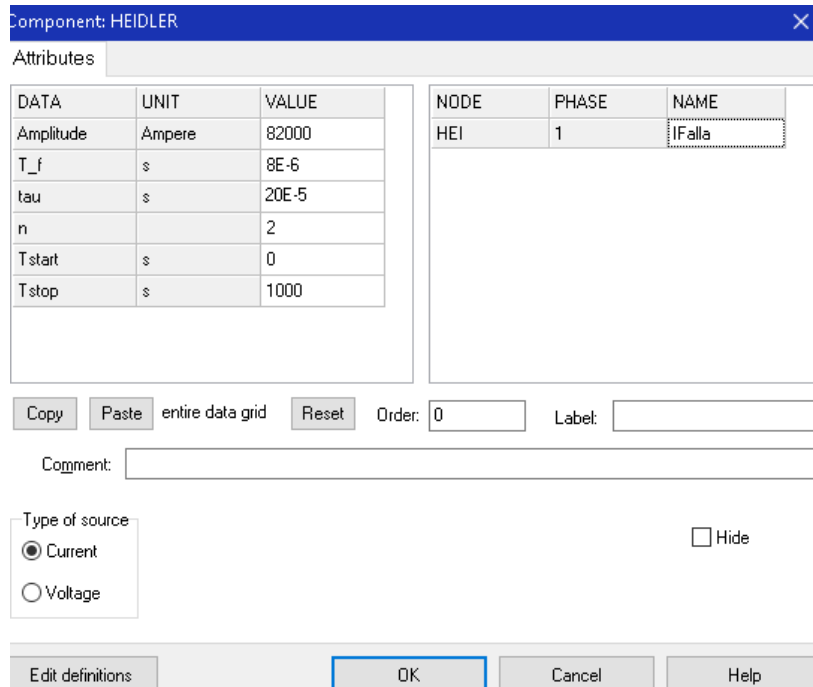 Component: HEIDLER
Attributes
DATA UNIT VALUE NODE PHASE NAME
Amplitude Ampere 82000 HEI 1 IFalla
T_f s 8E-6
tau s 20E-5
n 2
Tstart s 0
Tstop s 1000
Copy Paste entire data grid Reset Order: 0 Label:
Comment:
Type of source
Current Hide
Voltage
Edit definitions OK Cancel Help